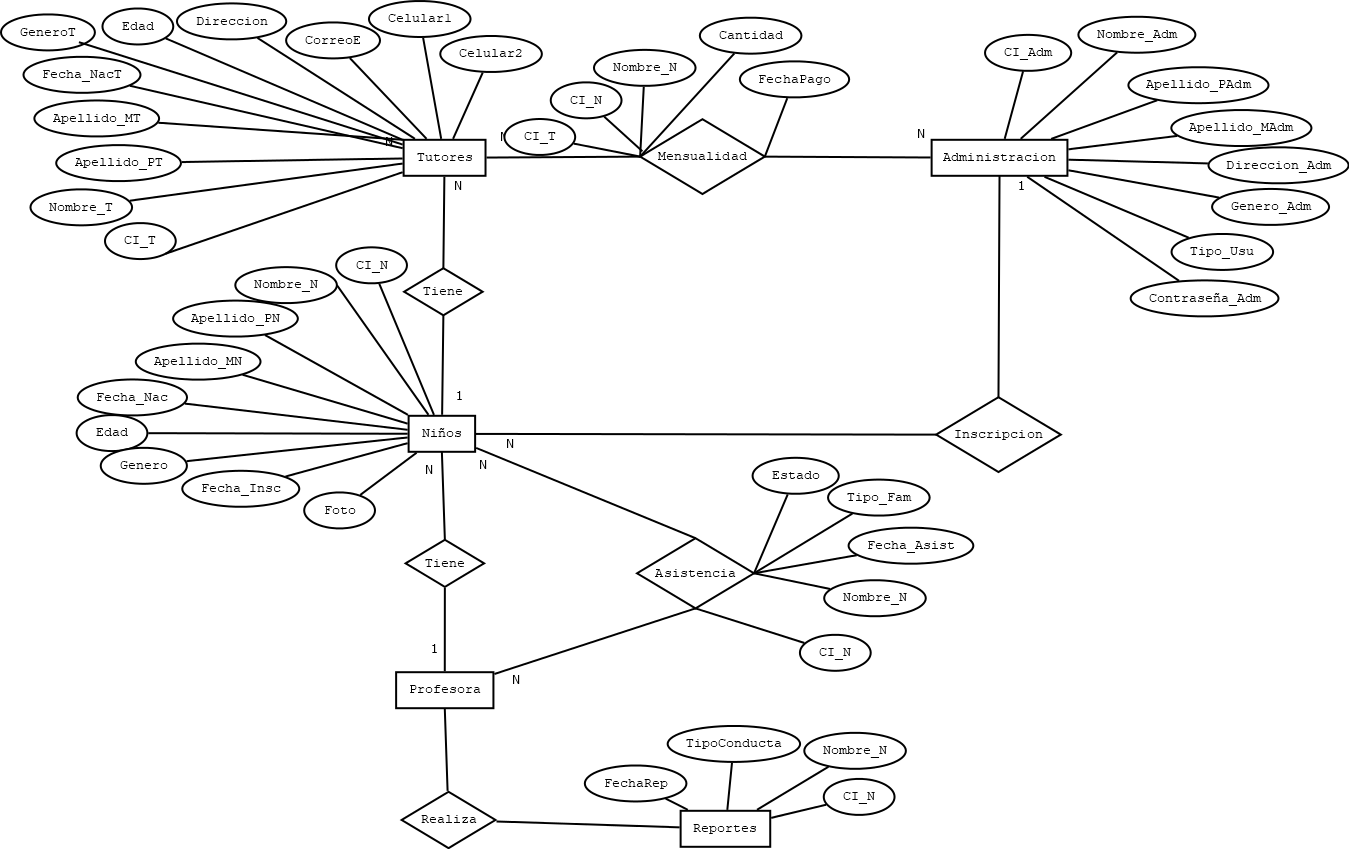 GeneroT
Edad
Direccion
CorreoE
Celular1
Celular2
Fecha_NacT
Apellido_MT
Apellido_PT
Nombre_T
CI_T
N
Tutores
N
N
CI_T
CI_N
Nombre_N
Cantidad
FechaPago
Mensualidad
N
Administracion
1
CI_Adm
Nombre_Adm
Apellido_PAdm
Apellido_MAdm
Direccion_Adm
Genero_Adm
Tipo_Usu
Contraseña_Adm
Tiene
1
CI_N
Nombre_N
Apellido_PN
Apellido_MN
Fecha_Nac
Edad
Genero
Fecha_Insc
Foto
Niños
N
N
N
Inscripcion
Tiene
1
Asistencia
Estado
Tipo_Fam
Fecha_Asist
Nombre_N
CI_N
Profesora
N
Realiza
FechaRep
TipoConducta
Nombre_N
CI_N
Reportes